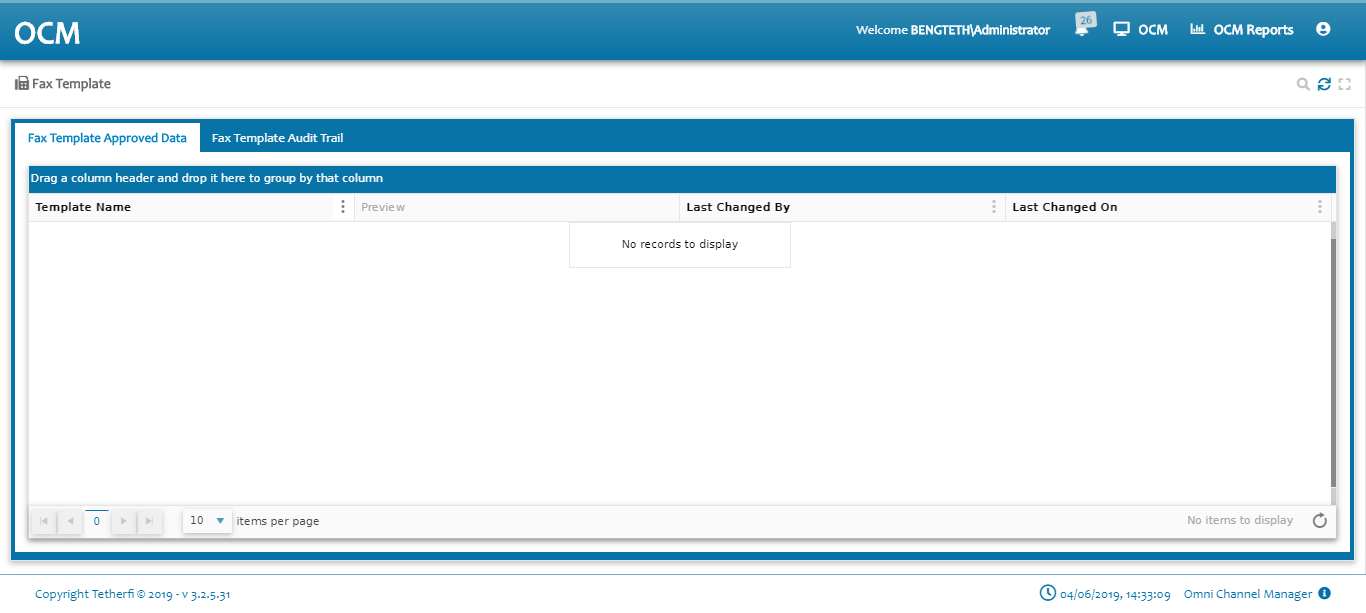 OCM
Welcome BENGTETH\Administrator
26
OCM
OCM Reports
Fax Template
Fax Template Approved Data
Fax Template Audit Trail
Drag a column header and drop it here to group by that column
Template Name
Preview
Last Changed By
Last Changed On
No records to display
0
10
items per page
No items to display
Copyright Tetherfi © 2019 - v 3.2.5.31
04/06/2019, 14:33:09
Omni Channel Manager